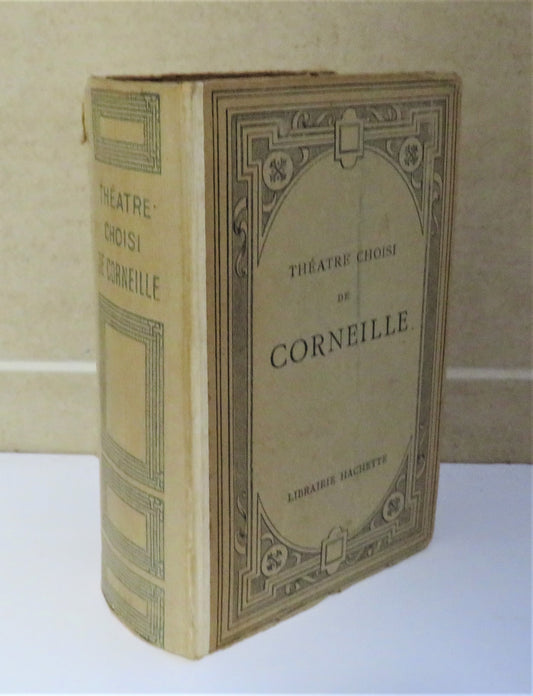 THÉATRE
CHOISI
DE CORNEILLE
THÉATRE CHOISI
DE
CORNEILLE
LIBRAIRIE HACHETTE